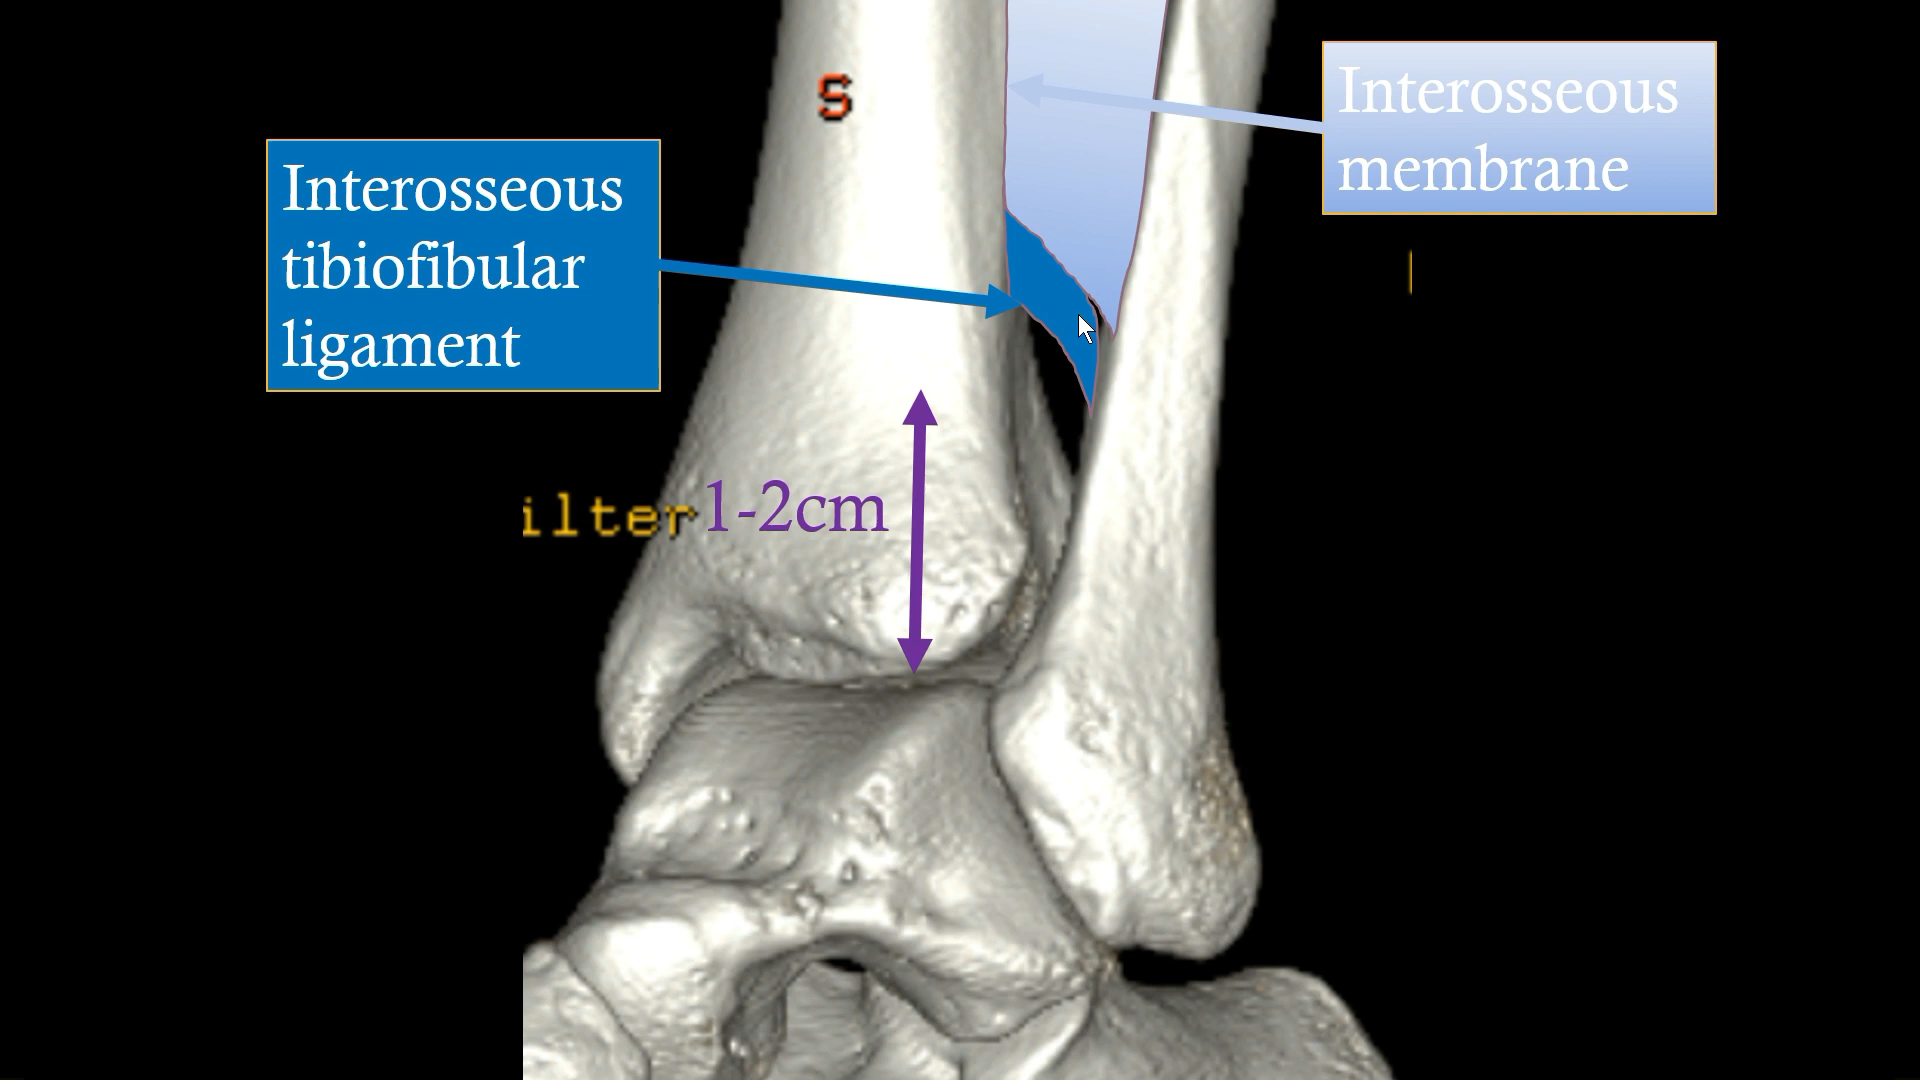 S
Interosseous
membrane
Interosseous
tibiofibular
ligament
ilter
1-2cm